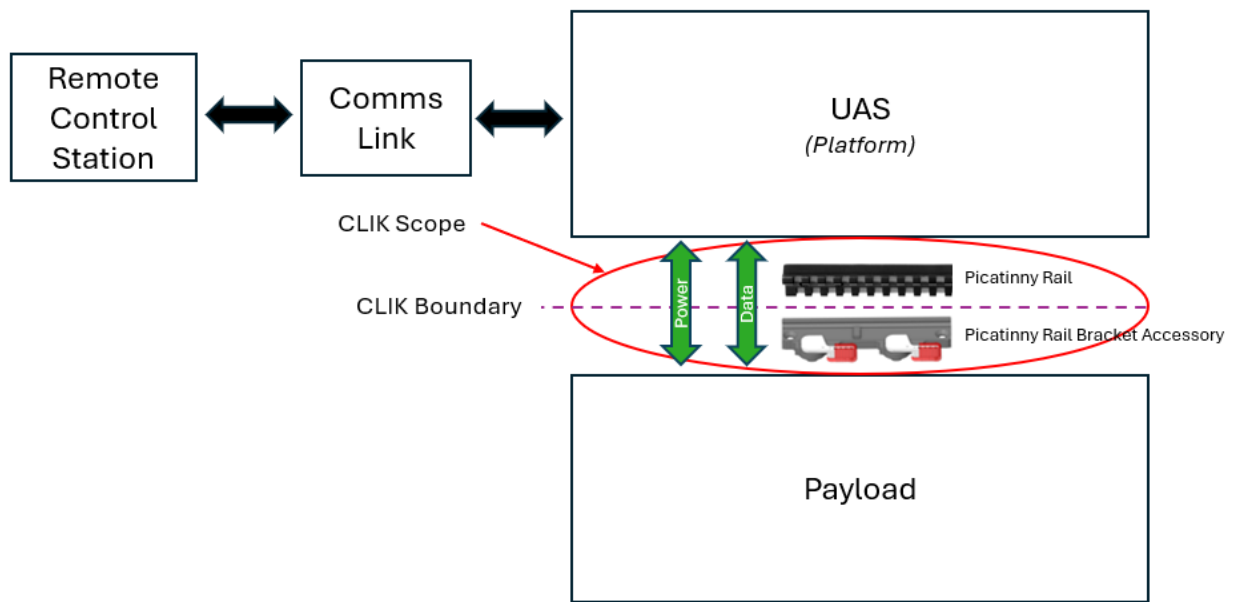 Remote
Control
Station
Comms
Link
UAS
(Platform)
CLIK Scope
CLIK Boundary
Power
Data
Picatinny Rail
Picatinny Rail Bracket Accessory
Payload